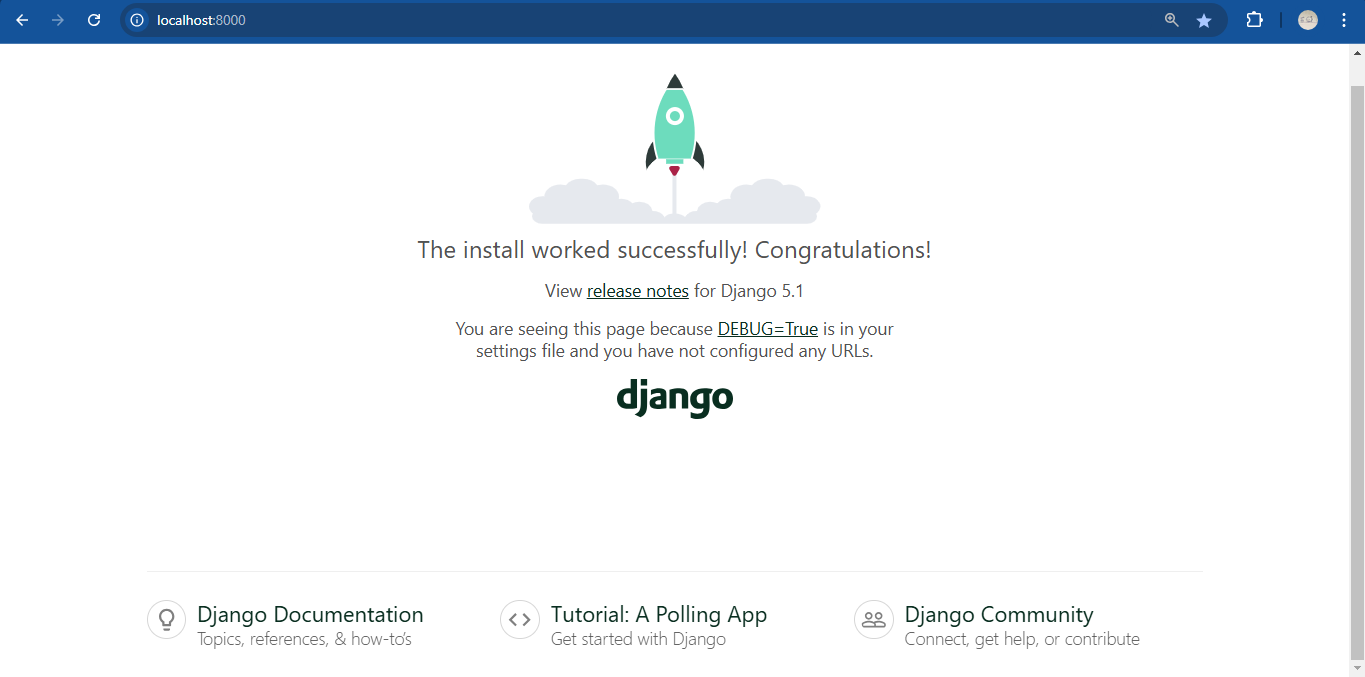 localhost:8000
The install worked successfully! Congratulations!
View release notes for Django 5.1
You are seeing this page because DEBUG=True is in your
settings file and you have not configured any URLs.
django
Django Documentation
Topics, references, & how-to’s
Tutorial: A Polling App
Get started with Django
Django Community
Connect, get help, or contribute